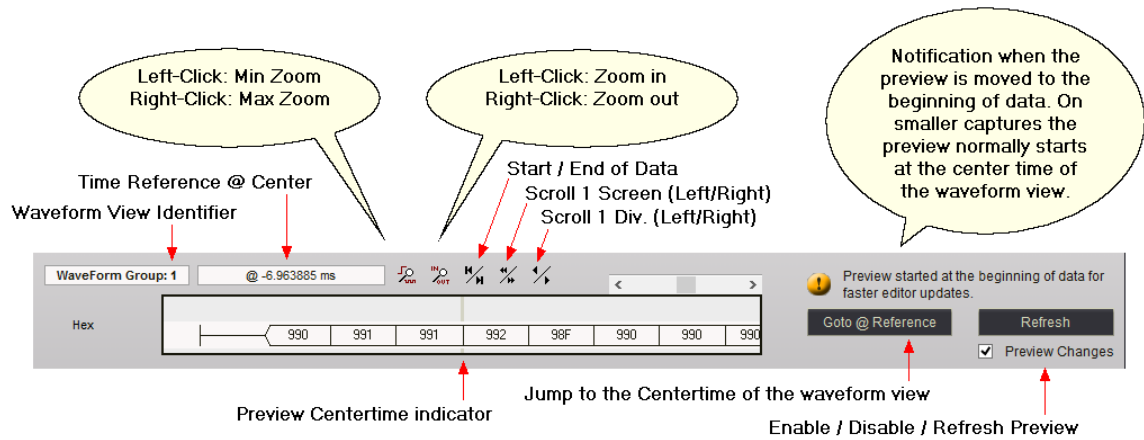 Left-Click: Min Zoom
Right-Click: Max Zoom
Left-Click: Zoom in
Right-Click: Zoom out
Notification when the
preview is moved to the
beginning of data. On
smaller captures the
preview normally starts
at the center time of
the waveform view.
Start / End of Data
Time Reference @ Center
Scroll 1 Screen (Left/Right)
Waveform View Identifier
Scroll 1 Div. (Left/Right)
WaveForm Group: 1
@ -6.963885 ms
IN
OUT
Preview started at the beginning of data for
faster editor updates.
Hex
990 991 991 992 98F 990 990 990
Goto @ Reference
Refresh
Preview Changes
Preview Centertime indicator
Jump to the Centertime of the waveform view
Enable / Disable / Refresh Preview